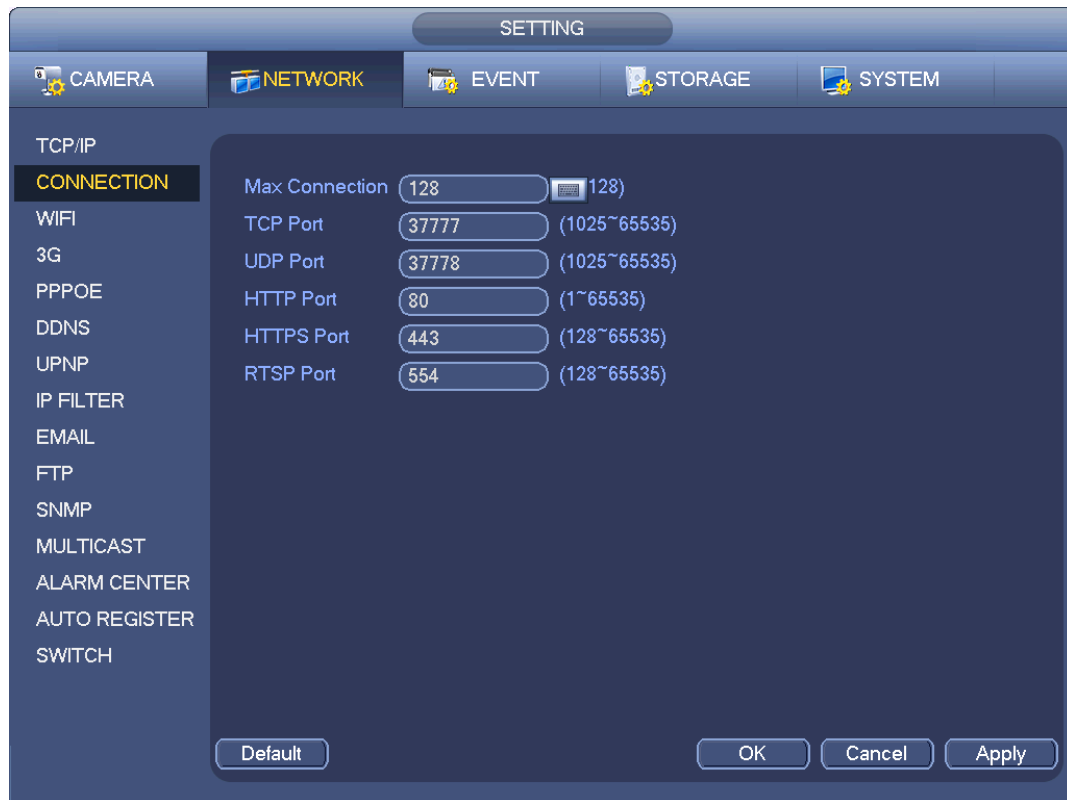 SETTING
CAMERA NETWORK EVENT STORAGE SYSTEM
TCP/IP
CONNECTION
WIFI
3G
PPPOE
DDNS
UPNP
IP FILTER
EMAIL
FTP
SNMP
MULTICAST
ALARM CENTER
AUTO REGISTER
SWITCH
Max Connection 128 128)
TCP Port 37777 (1025~65535)
UDP Port 37778 (1025~65535)
HTTP Port 80 (1~65535)
HTTPS Port 443 (128~65535)
RTSP Port 554 (128~65535)
Default OK Cancel Apply